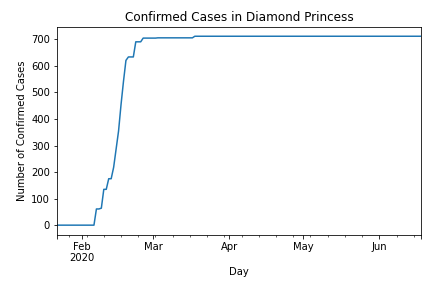 Confirmed Cases in Diamond Princess
Number of Confirmed Cases
700
600
500
400
300
200
100
0
Feb Mar Apr May Jun
2020
Day